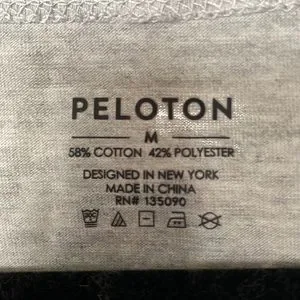 PELOTON
M
58% COTTON 42% POLYESTER
DESIGNED IN NEW YORK
MADE IN CHINA
RN# 135090